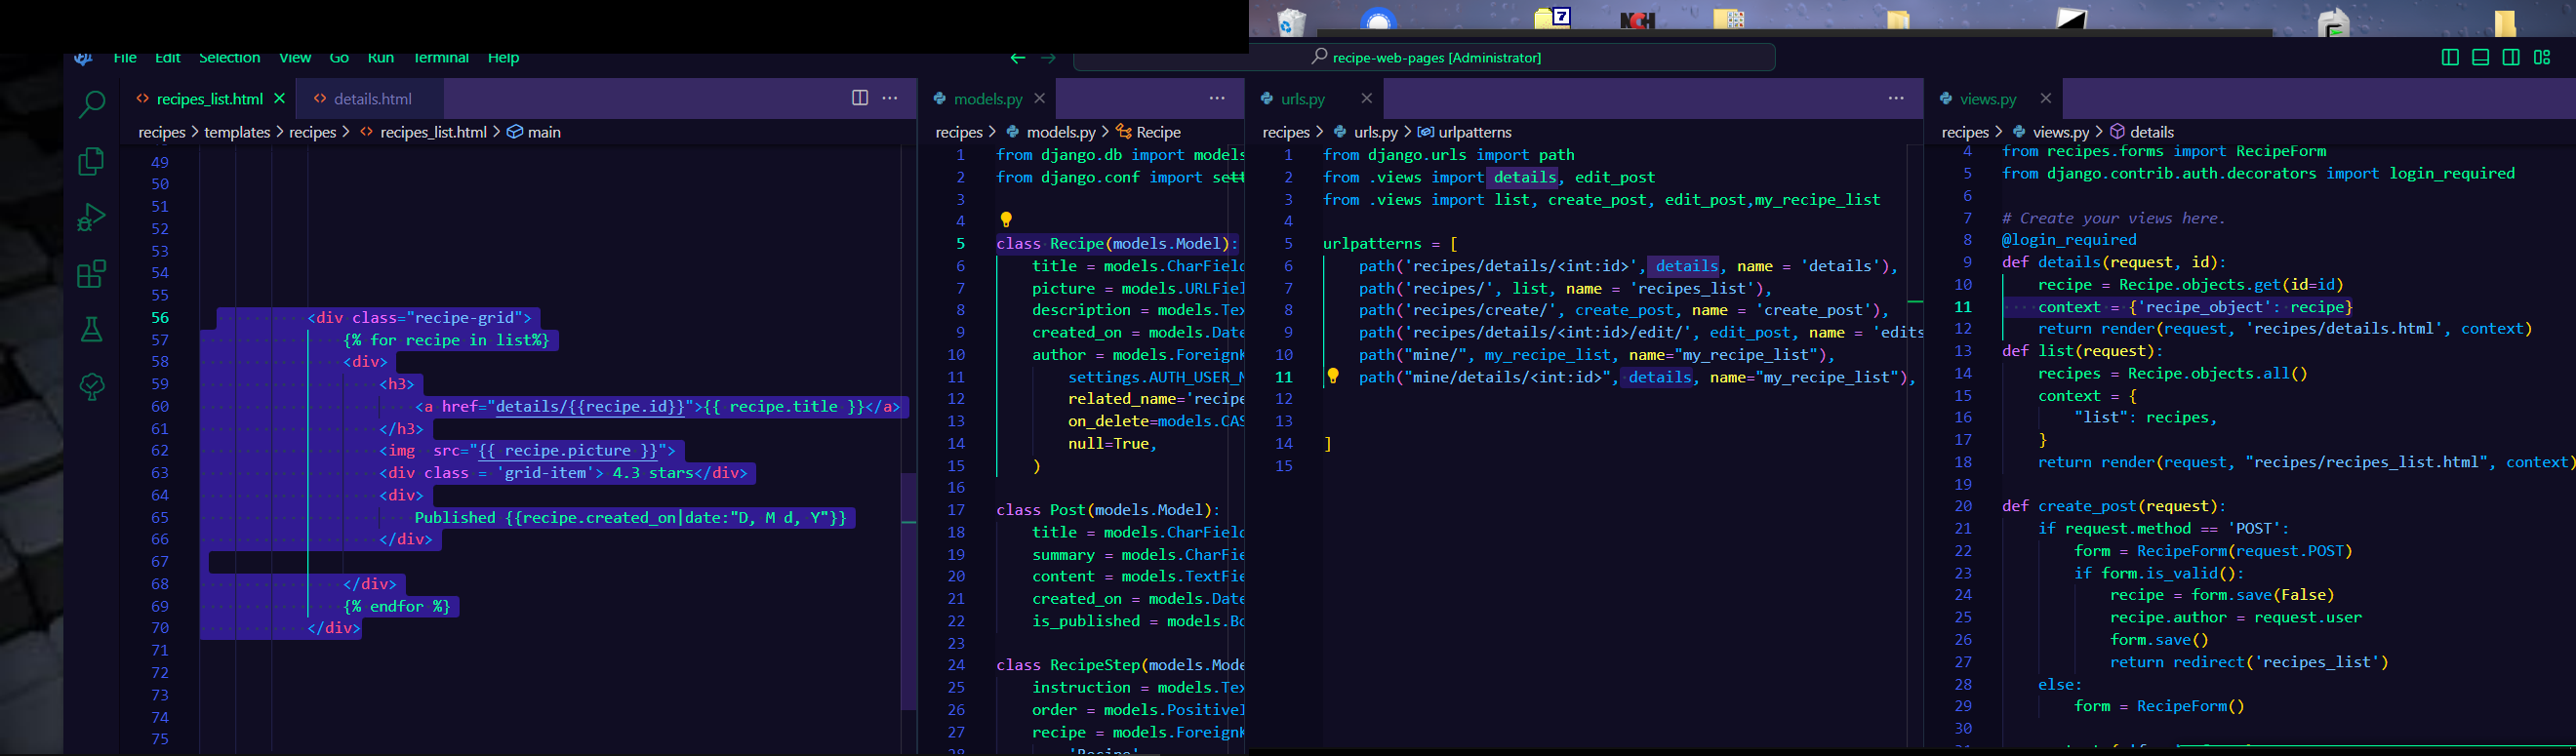 7
NCH
File Edit Selection View Go Run Terminal Help
recipe-web-pages [Administrator]
recipes_list.html
details.html
recipes > templates > recipes > recipes_list.html > main
49
50
51
52
53
54
55
56 <div class="recipe-grid">
57 {% for recipe in list%}
58 <div>
59 <h3>
60 <a href="details/{{recipe.id}}">{{ recipe.title }}</a>
61 </h3>
62 <img  src="{{ recipe.picture }}">
63 <div class = 'grid-item'> 4.3 stars</div>
64 <div>
65 Published {{recipe.created_on|date:"D, M d, Y"}}
66 </div>
67
68 </div>
69 {% endfor %}
70 </div>
71
72
73
74
75
models.py
recipes > models.py > Recipe
1 from django.db import models
2 from django.conf import sett
3
4
5 class Recipe(models.Model):
6 title = models.CharField
7 picture = models.URLFiel
8 description = models.Tex
9 created_on = models.Date
10 author = models.ForeignK
11 settings.AUTH_USER_M
12 related_name='recipe
13 on_delete=models.CAS
14 null=True,
15 )
16
17 class Post(models.Model):
18 title = models.CharField
19 summary = models.CharFie
20 content = models.TextFie
21 created_on = models.Date
22 is_published = models.Bo
23
24 class RecipeStep(models.Mode
25 instruction = models.Tex
26 order = models.PositiveI
27 recipe = models.ForeignK
28 'Recipe'
urls.py
recipes > urls.py > urlpatterns
1 from django.urls import path
2 from .views import details, edit_post
3 from .views import list, create_post, edit_post,my_recipe_list
4
5 urlpatterns = [
6 path('recipes/details/<int:id>', details, name = 'details'),
7 path('recipes/', list, name = 'recipes_list'),
8 path('recipes/create/', create_post, name = 'create_post'),
9 path('recipes/details/<int:id>/edit/', edit_post, name = 'edits
10 path("mine/", my_recipe_list, name="my_recipe_list"),
11 path("mine/details/<int:id>", details, name="my_recipe_list"),
12
13
14 ]
15
views.py
recipes > views.py > details
4 from recipes.forms import RecipeForm
5 from django.contrib.auth.decorators import login_required
6
7 # Create your views here.
8 @login_required
9 def details(request, id):
10 recipe = Recipe.objects.get(id=id)
11 context = {'recipe_object': recipe}
12 return render(request, 'recipes/details.html', context)
13 def list(request):
14 recipes = Recipe.objects.all()
15 context = {
16 "list": recipes,
17 }
18 return render(request, "recipes/recipes_list.html", context)
19
20 def create_post(request):
21 if request.method == 'POST':
22 form = RecipeForm(request.POST)
23 if form.is_valid():
24 recipe = form.save(False)
25 recipe.author = request.user
26 form.save()
27 return redirect('recipes_list')
28 else:
29 form = RecipeForm()
30